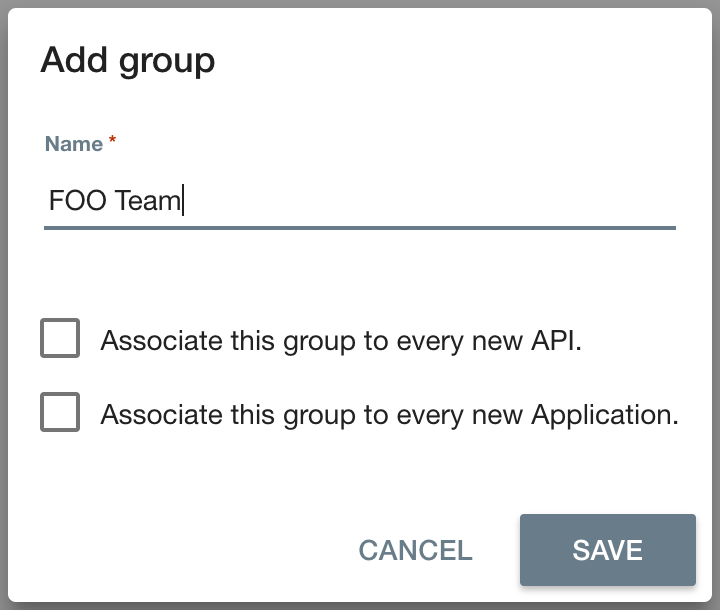 Add group
Name *
FOO Team
Associate this group to every new API.
Associate this group to every new Application.
CANCEL SAVE